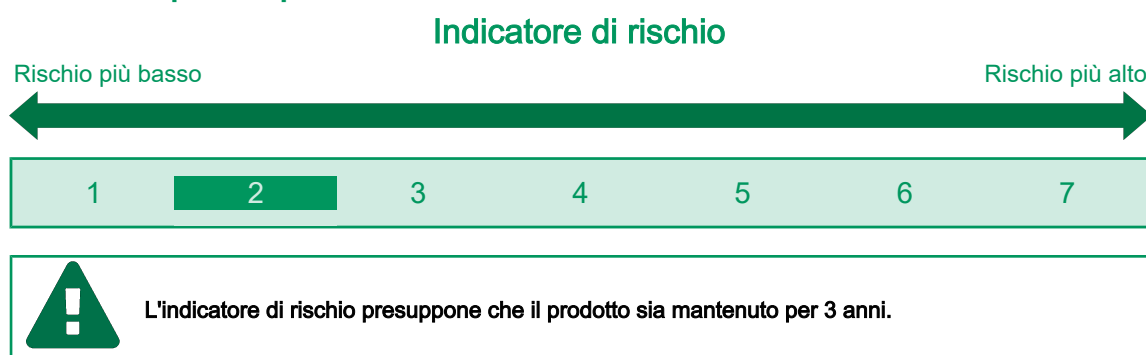 Indicatore di rischio
Rischio più basso Rischio più alto
1 2 3 4 5 6 7
L'indicatore di rischio presuppone che il prodotto sia mantenuto per 3 anni.